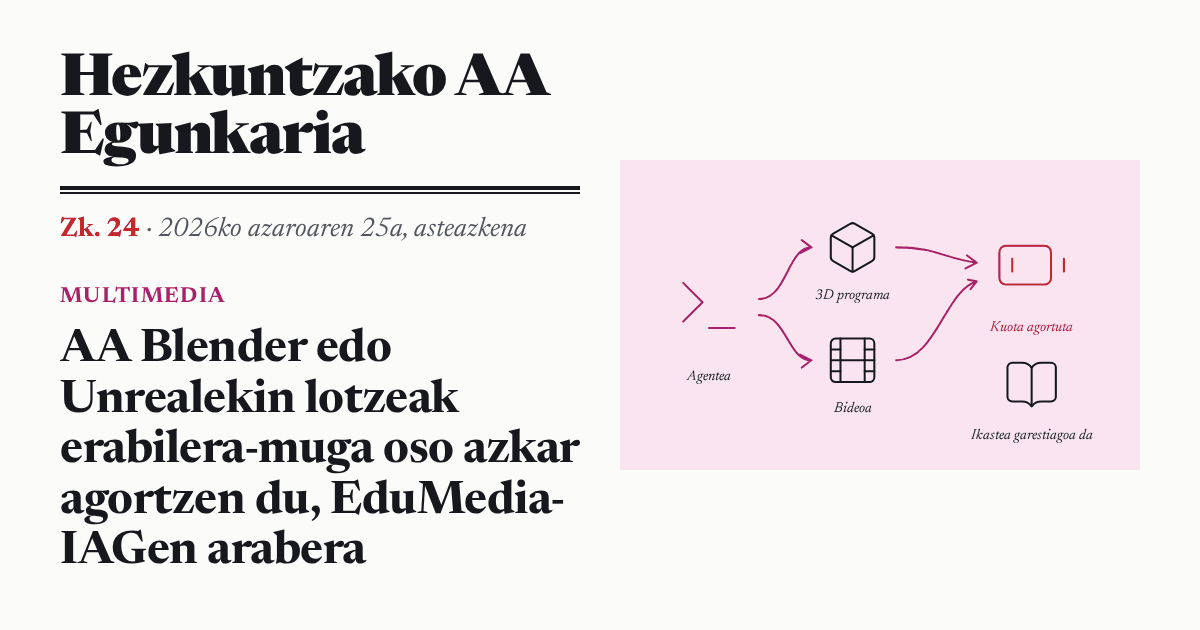 Hezkuntzako AA
Egunkaria
Zk. 24 · 2026ko azaroaren 25a, asteazkena
MULTIMEDIA
AA Blender edo
Unrealekin lotzeak
erabilera-muga oso azkar
agortzen du, EduMedia-
IAGen arabera
3D programa
Kuota agortuta
Agentea
Bideoa
Ikastea garestiagoa da